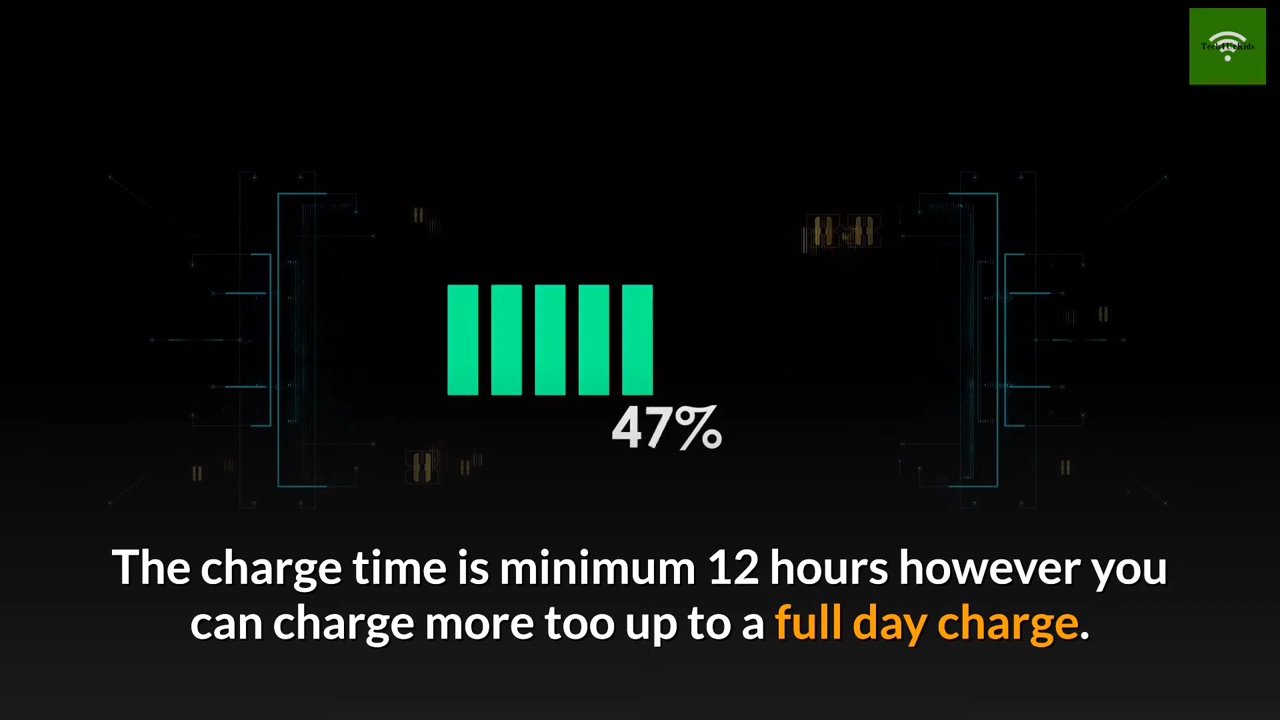 Tech4UrKids
47%
The charge time is minimum 12 hours however you
can charge more too up to a full day charge.